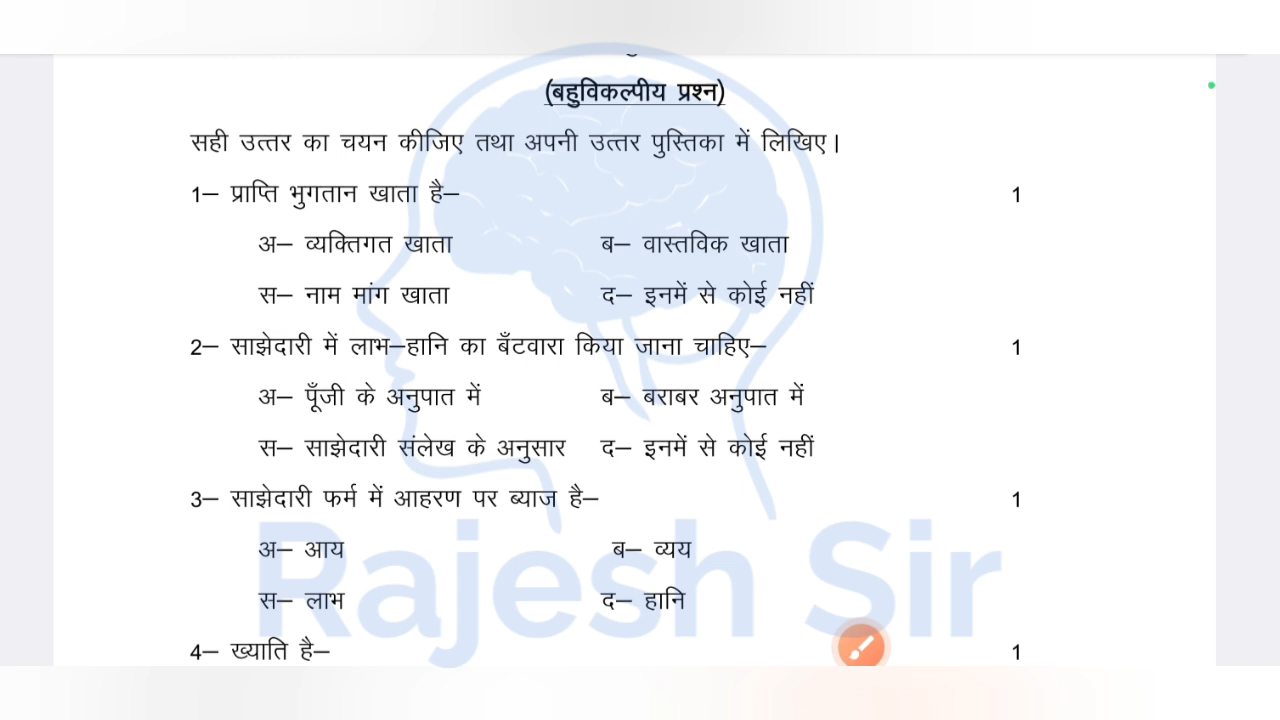 (बहुविकल्पीय प्रश्न)
सही उत्तर का चयन कीजिए तथा अपनी उत्तर पुस्तिका में लिखिए।
1– प्राप्ति भुगतान खाता है– 1
अ– व्यक्तिगत खाता ब– वास्तविक खाता
स– नाम मांग खाता द– इनमें से कोई नहीं
2– साझेदारी में लाभ–हानि का बँटवारा किया जाना चाहिए– 1
अ– पूँजी के अनुपात में ब– बराबर अनुपात में
स– साझेदारी संलेख के अनुसार द– इनमें से कोई नहीं
3– साझेदारी फर्म में आहरण पर ब्याज है– 1
अ– आय ब– व्यय
स– लाभ द– हानि
4– ख्याति है– 1
Rajesh Sir